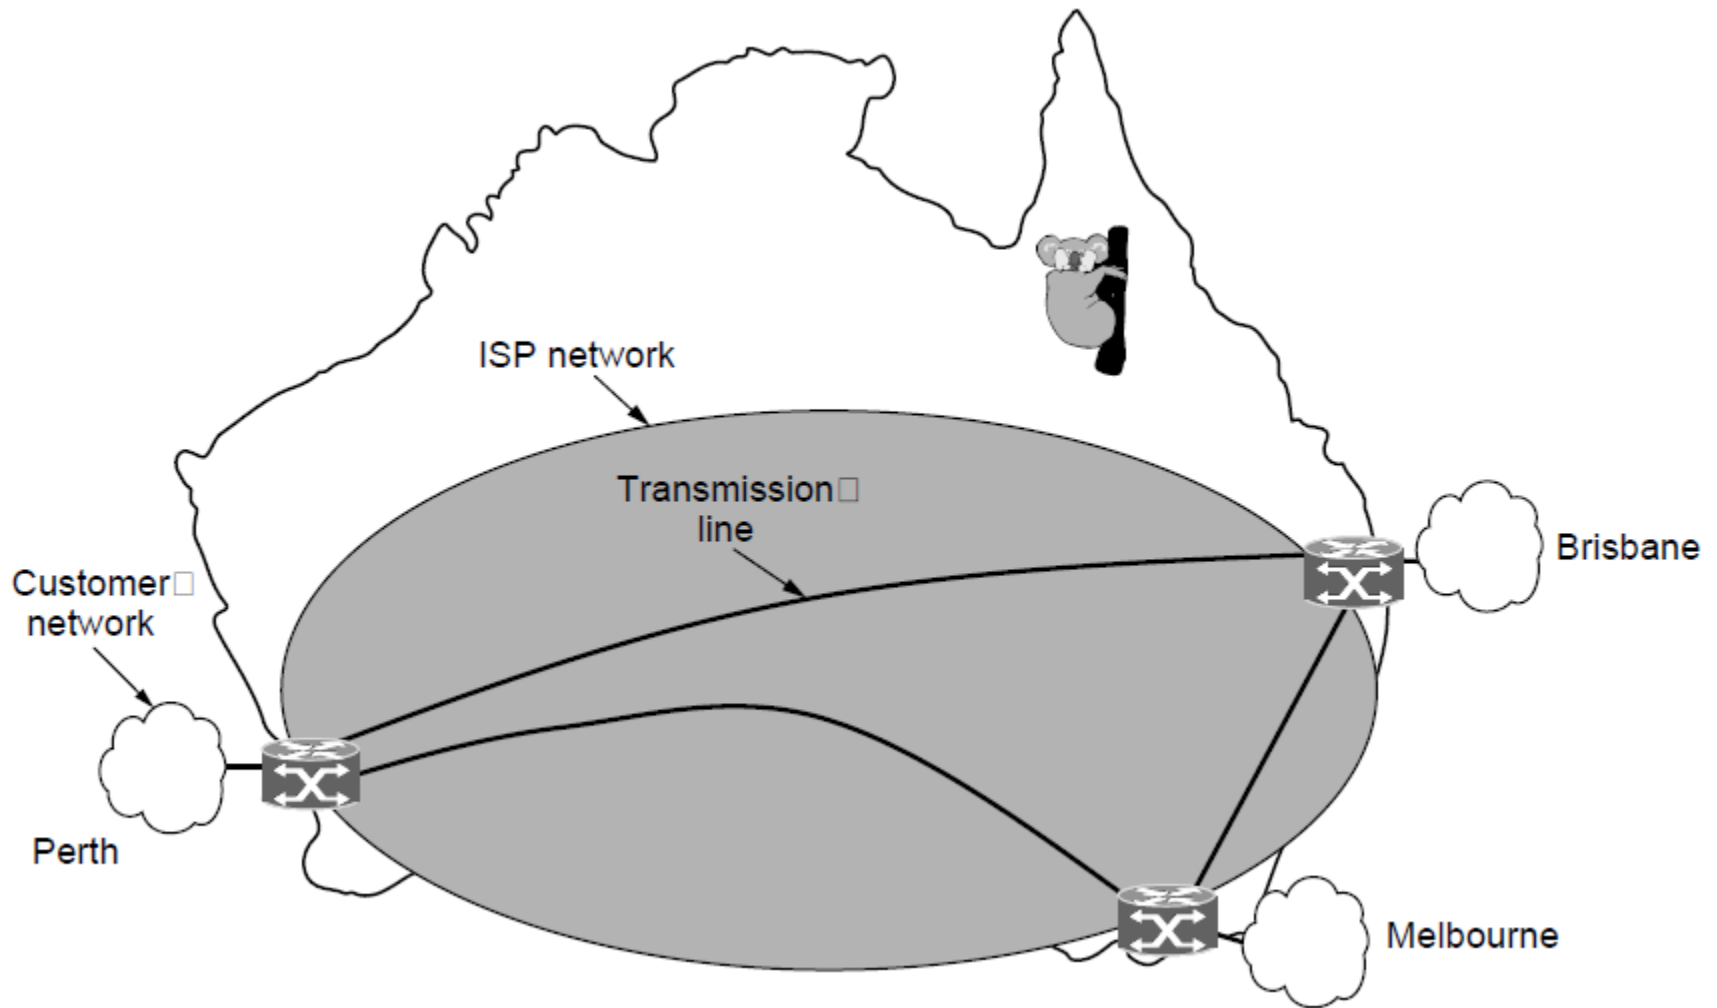 ISP network
Transmission□
line
Brisbane
Customer□
network
Perth
Melbourne